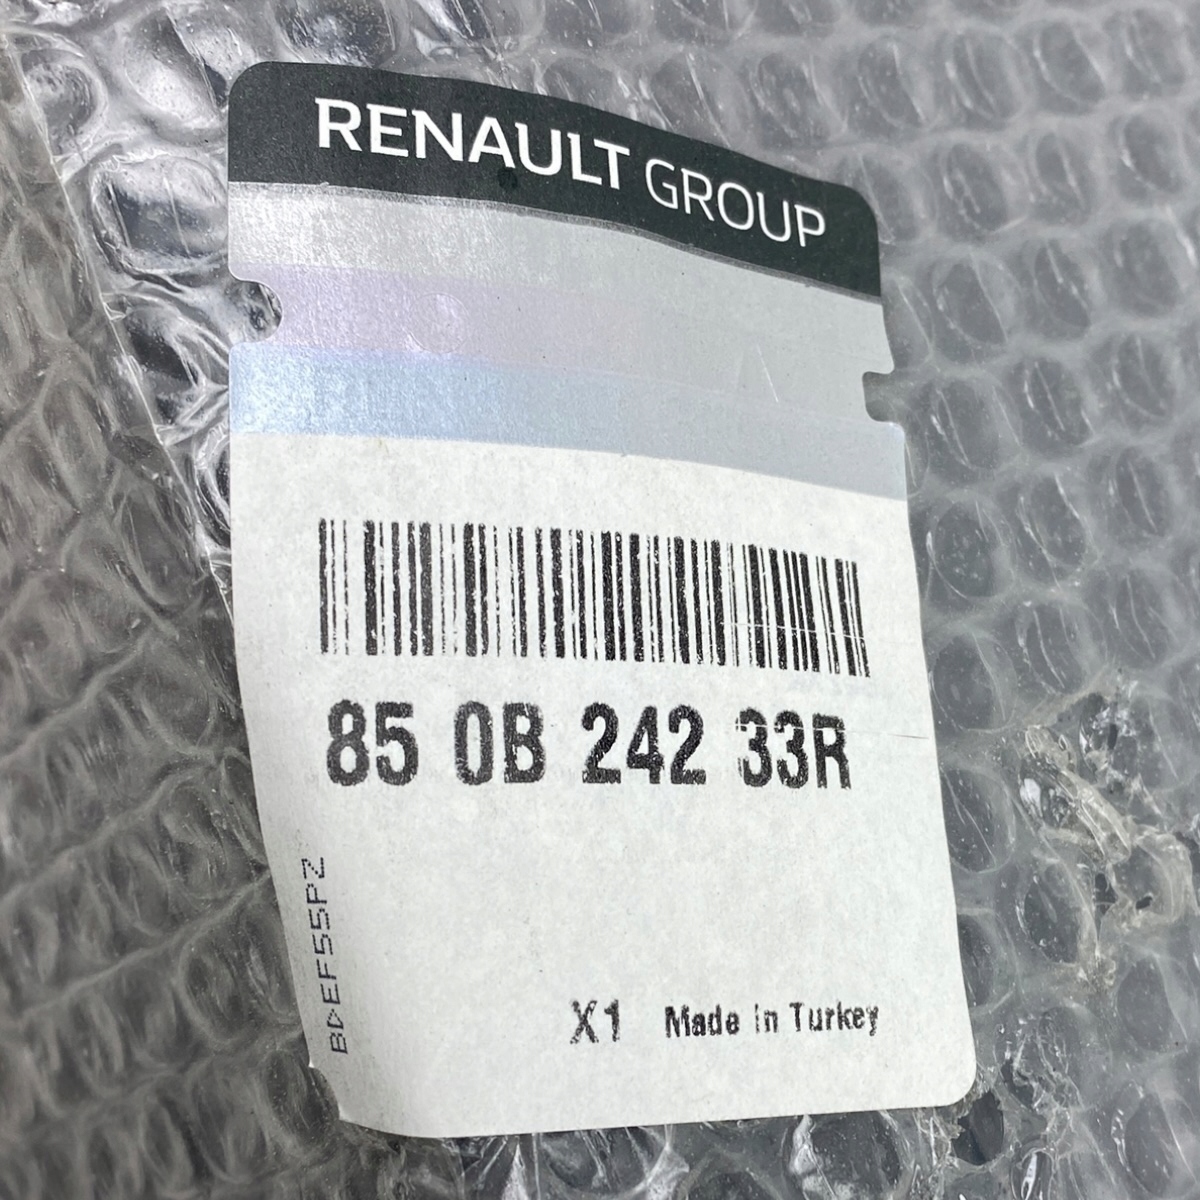 RENAULT GROUP
85 0B 242 33R
BDEF55PZ
X1 Made in Turkey